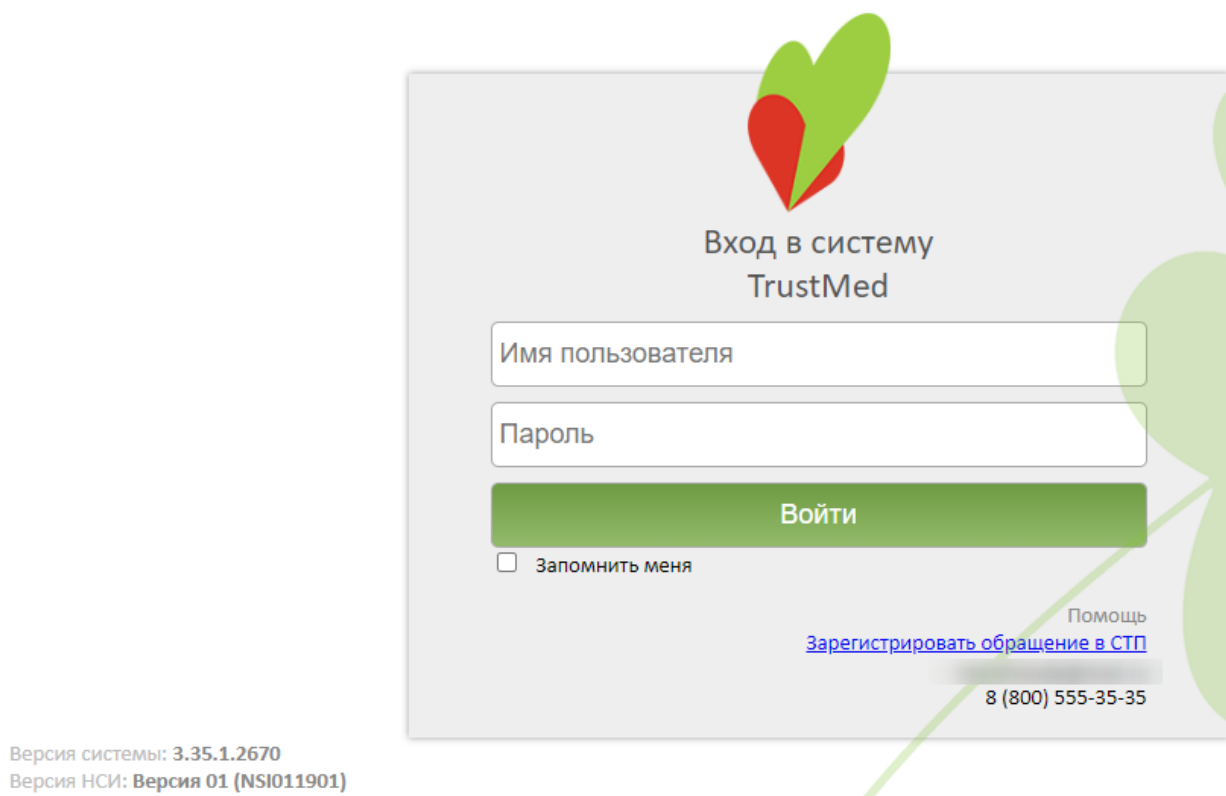 Вход в систему
TrustMed
Имя пользователя
Пароль
Войти
Запомнить меня
Помощь
Зарегистрировать обращение в СТП
8 (800) 555-35-35
Версия системы: 3.35.1.2670
Версия НСИ: Версия 01 (NSI011901)